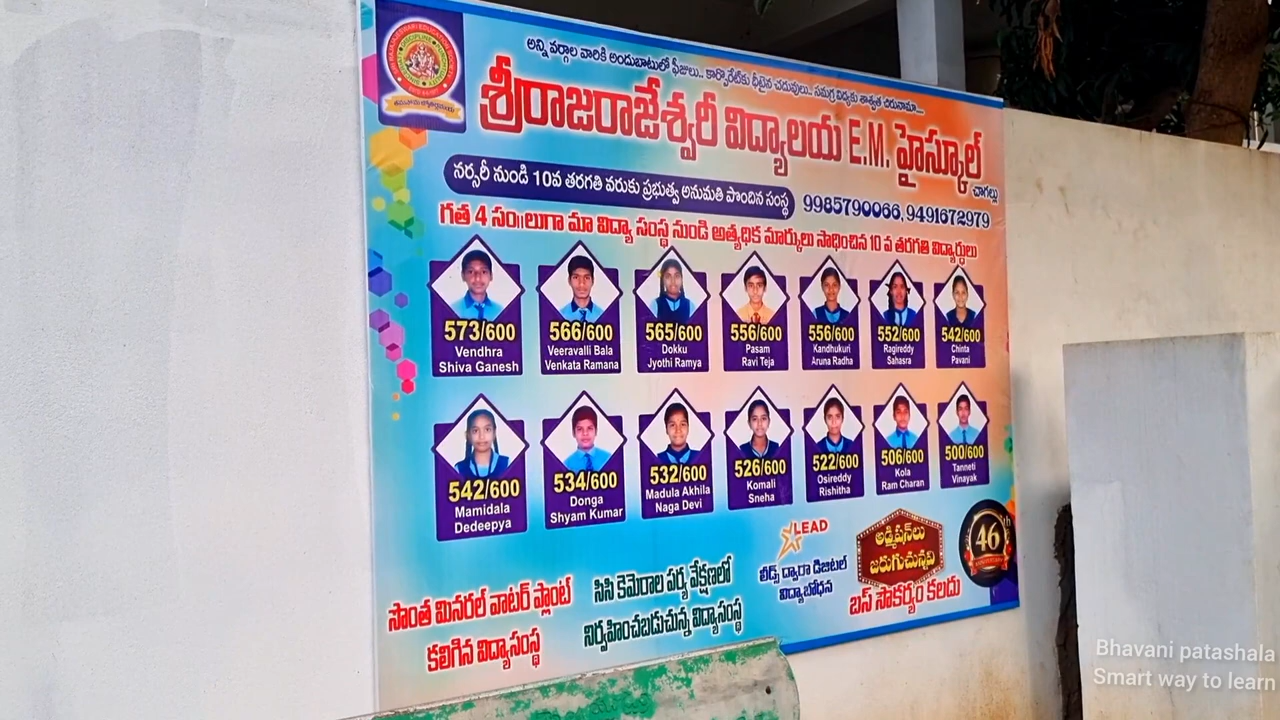 అన్ని వర్గాల వారికి అందుబాటులో ఫీజులు.. కార్పొరేట్‌కు ధీటైన చదువులు.. సమగ్ర విద్యకు శాశ్వత చిరునామా....
శ్రీరాజరాజేశ్వరీ విద్యాలయ E.M. హైస్కూల్
చాగల్లు
నర్సరీ నుండి 10వ తరగతి వరుకు ప్రభుత్వ అనుమతి పొందిన సంస్థ
9985790066, 9491672979
గత 4 సం॥లుగా మా విద్యా సంస్థ నుండి అత్యధిక మార్కులు సాధించిన 10 వ తరగతి విద్యార్థులు
573/600
Vendhra
Shiva Ganesh
566/600
Veeravalli Bala
Venkata Ramana
565/600
Dokku
Jyothi Ramya
556/600
Pasam
Ravi Teja
556/600
Kandhukuri
Aruna Radha
552/600
Ragireddy
Sahasra
542/600
Chinta
Pavani
542/600
Mamidala
Dedeepya
534/600
Donga
Shyam Kumar
532/600
Madula Akhila
Naga Devi
526/600
Komali
Sneha
522/600
Osireddy
Rishitha
506/600
Kola
Ram Charan
500/600
Tanneti
Vinayak
సొంత మినరల్ వాటర్ ప్లాంట్
కలిగిన విద్యాసంస్థ
సిసి కెమెరాల పర్యవేక్షణలో
నిర్వహించబడుచున్న విద్యాసంస్థ
LEAD
లీడ్స్ ద్వారా డిజిటల్
విద్యాబోధన
అడ్మిషన్‌లు
జరుగుచున్నవి
బస్ సౌకర్యం కలదు
46th
Bhavani patashala
Smart way to learn